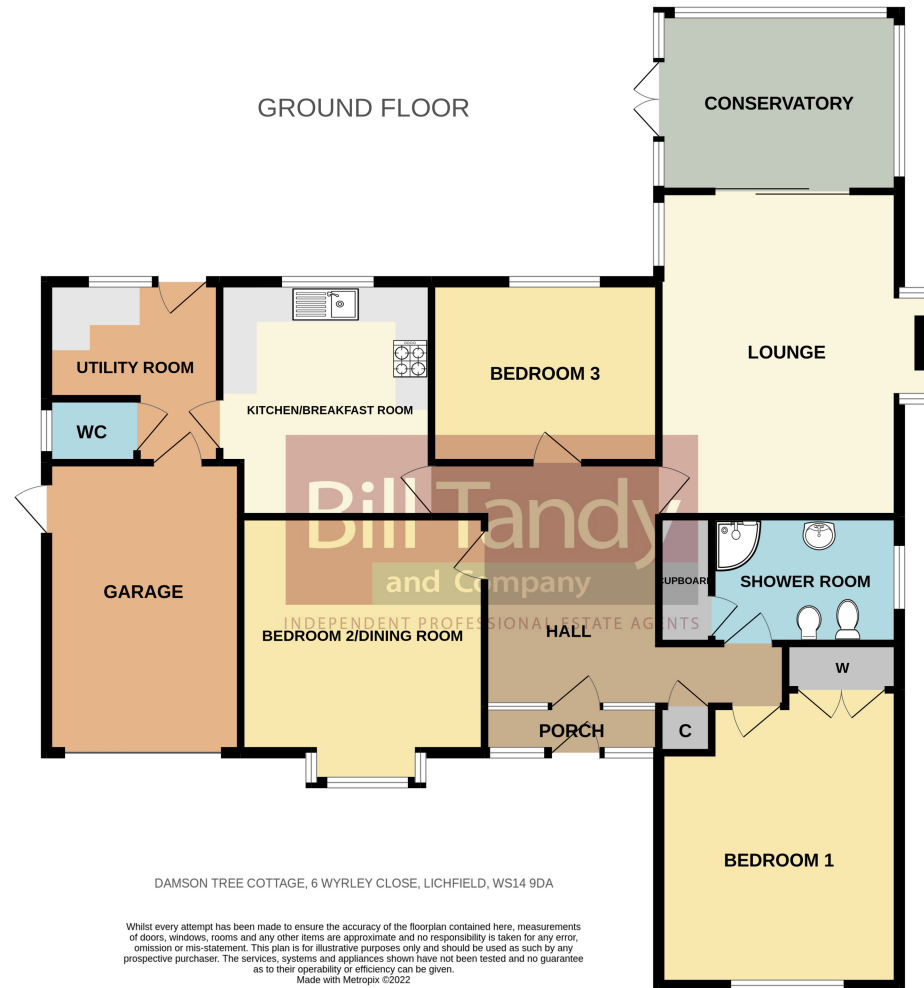 GROUND FLOOR
CONSERVATORY
LOUNGE
UTILITY ROOM
KITCHEN/BREAKFAST ROOM
BEDROOM 3
WC
Bill Tandy
and Company
INDEPENDENT PROFESSIONAL ESTATE AGENTS
GARAGE
BEDROOM 2/DINING ROOM
HALL
CUPBOARD
SHOWER ROOM
W
PORCH
C
BEDROOM 1
DAMSON TREE COTTAGE, 6 WYRLEY CLOSE, LICHFIELD, WS14 9DA
Whilst every attempt has been made to ensure the accuracy of the floorplan contained here, measurements
of doors, windows, rooms and any other items are approximate and no responsibility is taken for any error,
omission or mis-statement. This plan is for illustrative purposes only and should be used as such by any
prospective purchaser. The services, systems and appliances shown have not been tested and no guarantee
as to their operability or efficiency can be given.
Made with Metropix ©2022